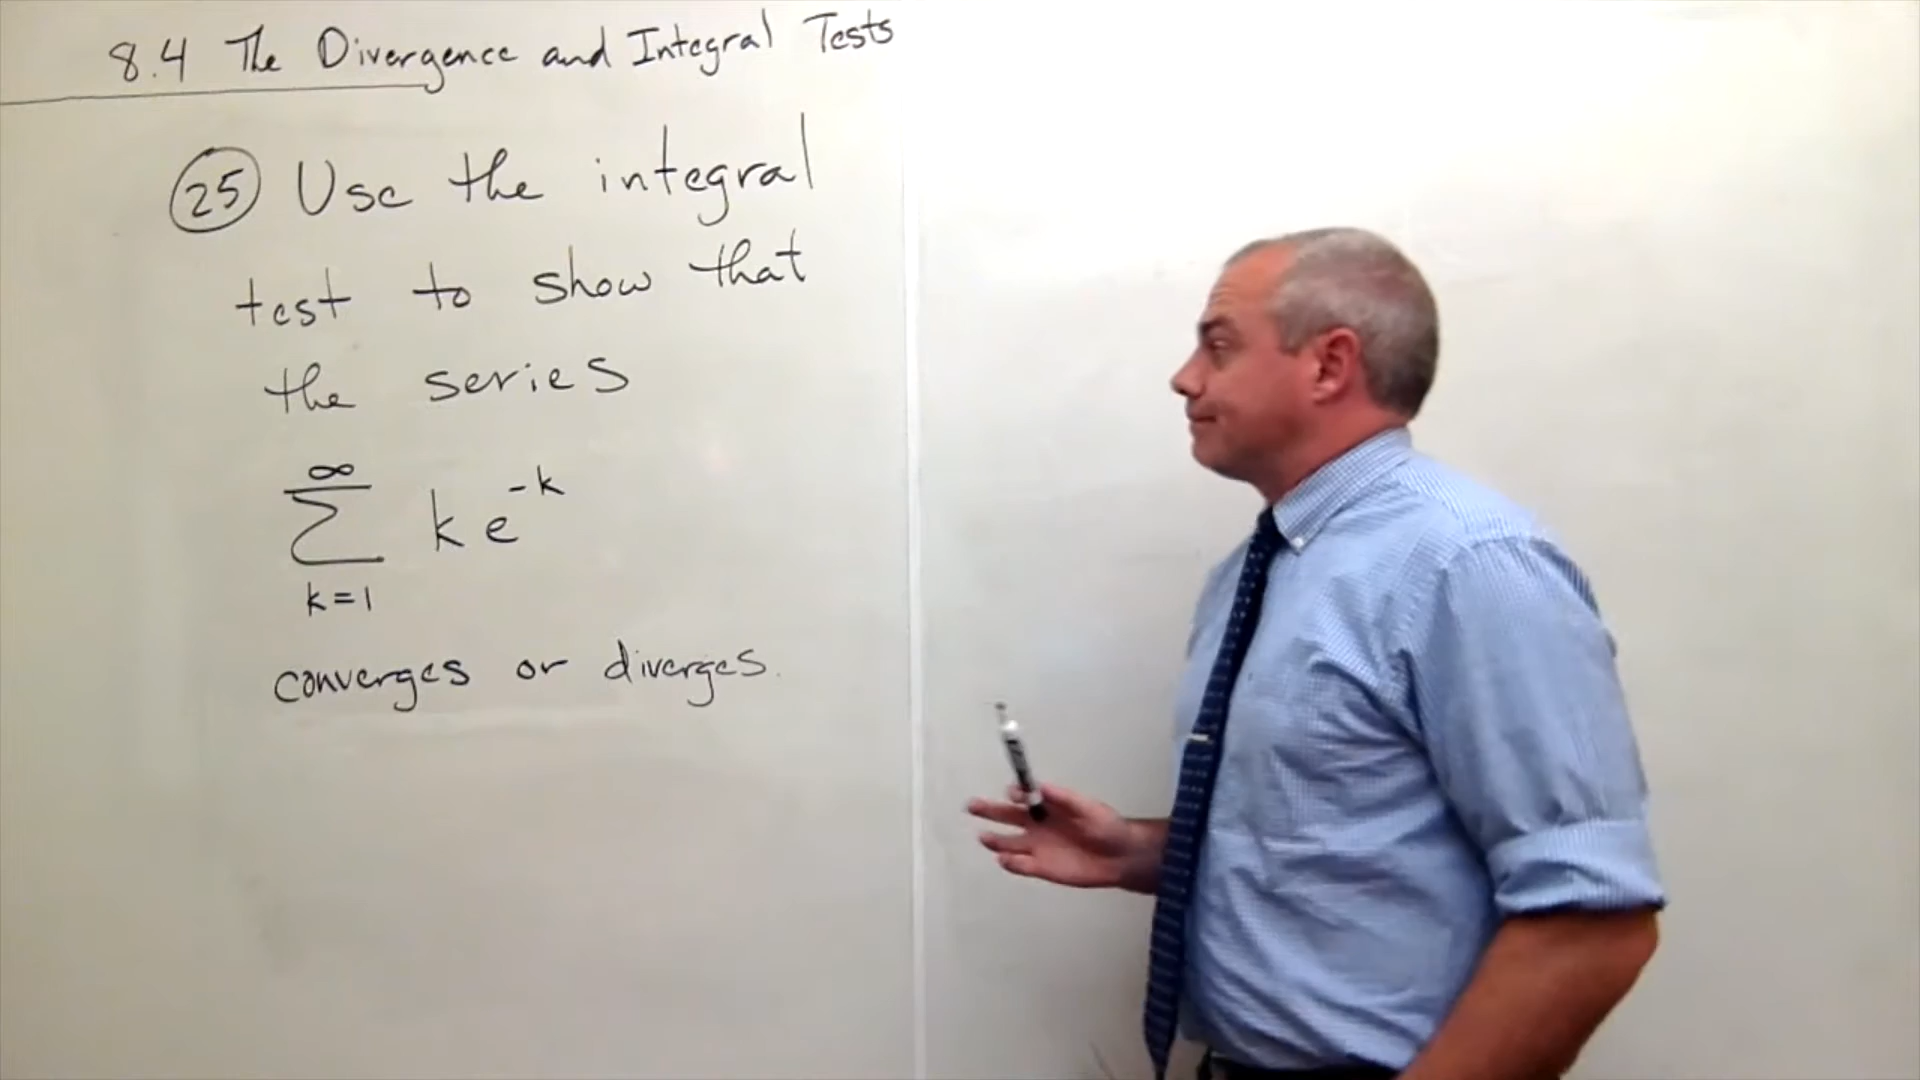 8.4 The Divergence and Integral Tests
25 Use the integral
test to show that
the series
∞
∑ k e^-k
k=1
converges or diverges.